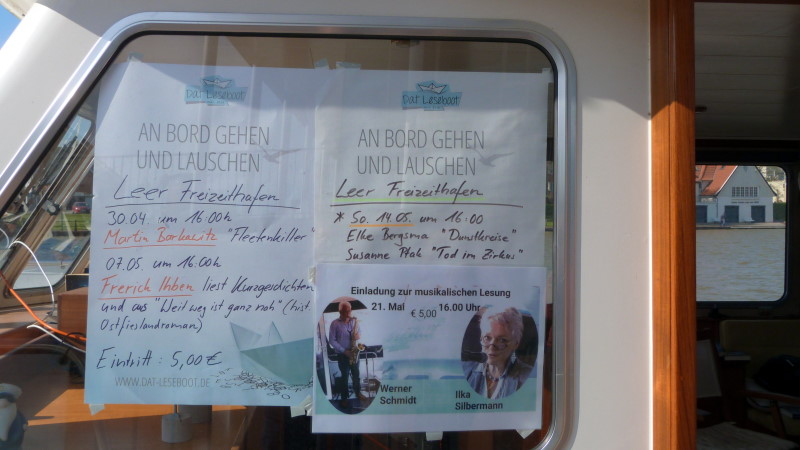 Dat Leseboot
AN BORD GEHEN
UND LAUSCHEN
Leer Freizeithafen
30.04. um 16:00h
Martin Barkawitz "Fleetenkiller"
07.05. um 16:00h
Frerich Ihben liest Kurzgeschichten
und aus "Weit weg ist ganz nah" (hist.
Ostfrieslandroman)
Eintritt: 5,00€
WWW.DAT-LESEBOOT.DE
Dat Leseboot
AN BORD GEHEN
UND LAUSCHEN
Leer Freizeithafen
* So. 14.05. um 16:00
Elke Bergsma "Dunstkreise"
Susanne Ptak "Tod im Zirkus"
Einladung zur musikalischen Lesung
21. Mai € 5,00 16.00 Uhr
Werner
Schmidt
Ilka
Silbermann